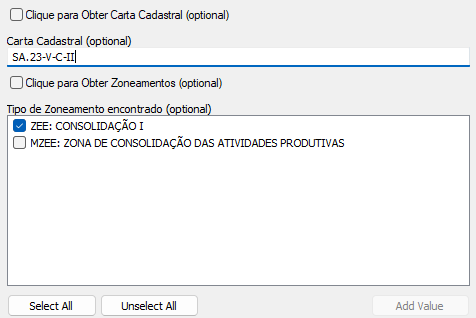 Clique para Obter Carta Cadastral (optional)
Carta Cadastral (optional)
SA.23-V-C-II
Clique para Obter Zoneamentos (optional)
Tipo de Zoneamento encontrado (optional)
ZEE: CONSOLIDAÇÃO I
MZEE: ZONA DE CONSOLIDAÇÃO DAS ATIVIDADES PRODUTIVAS
Select All Unselect All Add Value